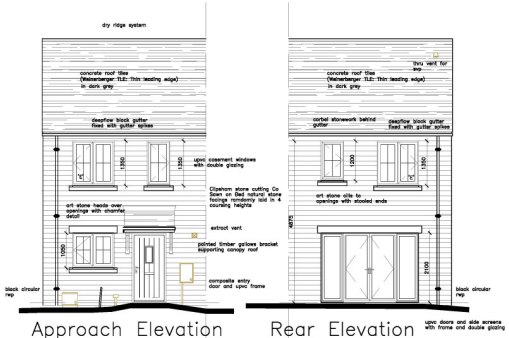 dry ridge system
concrete roof tiles
(Weinerberger TLE: Thin leading edge)
in dark grey
concrete roof tiles
(Weinerberger TLE: Thin leading edge)
in dark grey
thru vent for
svp
deepflow black gutter
fixed with gutter spikes
corbel stonework behind
gutter
deepflow black gutter
fixed with gutter spikes
1350
1350
upvc casement windows
with double glazing
1200
1350
E
E
Clipsham stone cutting Co
Sawn on Bed natural stone
facings randomly laid in 4
coursing heights
art stone cills to
openings with stooled ends
art stone heads over
openings with chamfer
detail
4875
extract vent
1050
painted timber gallows bracket
supporting canopy roof
2100
composite entry
door and upvc frame
black circular
rwp
black circular
rwp
Approach Elevation
Rear Elevation
upvc doors and side screens
with frame and double glazing